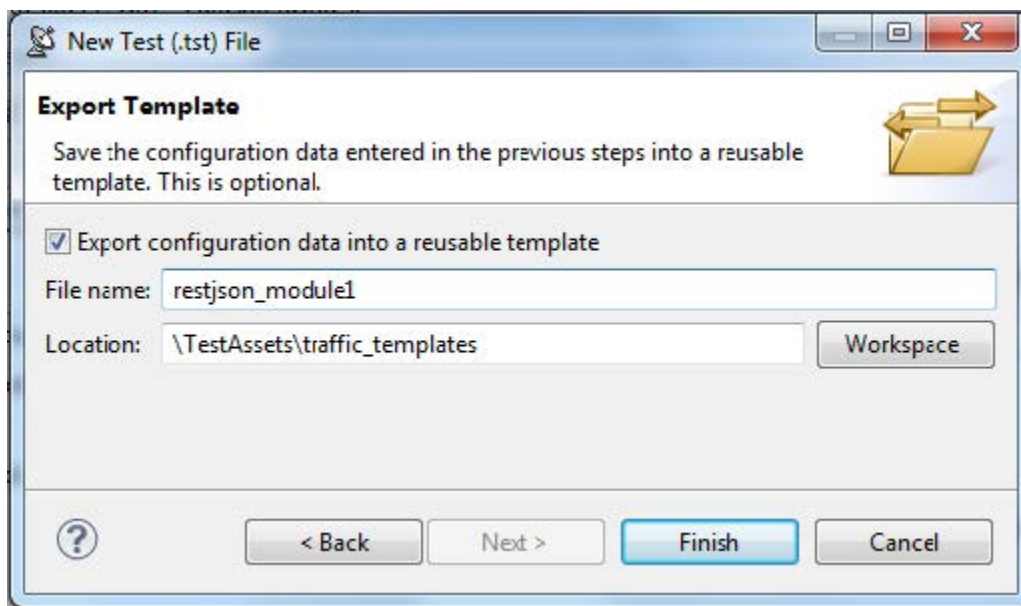 New Test (.tst) File
Export Template
Save the configuration data entered in the previous steps into a reusable
template. This is optional.
Export configuration data into a reusable template
File name: restjson_module1
Location: \TestAssets\traffic_templates Workspace
? < Back Next > Finish Cancel